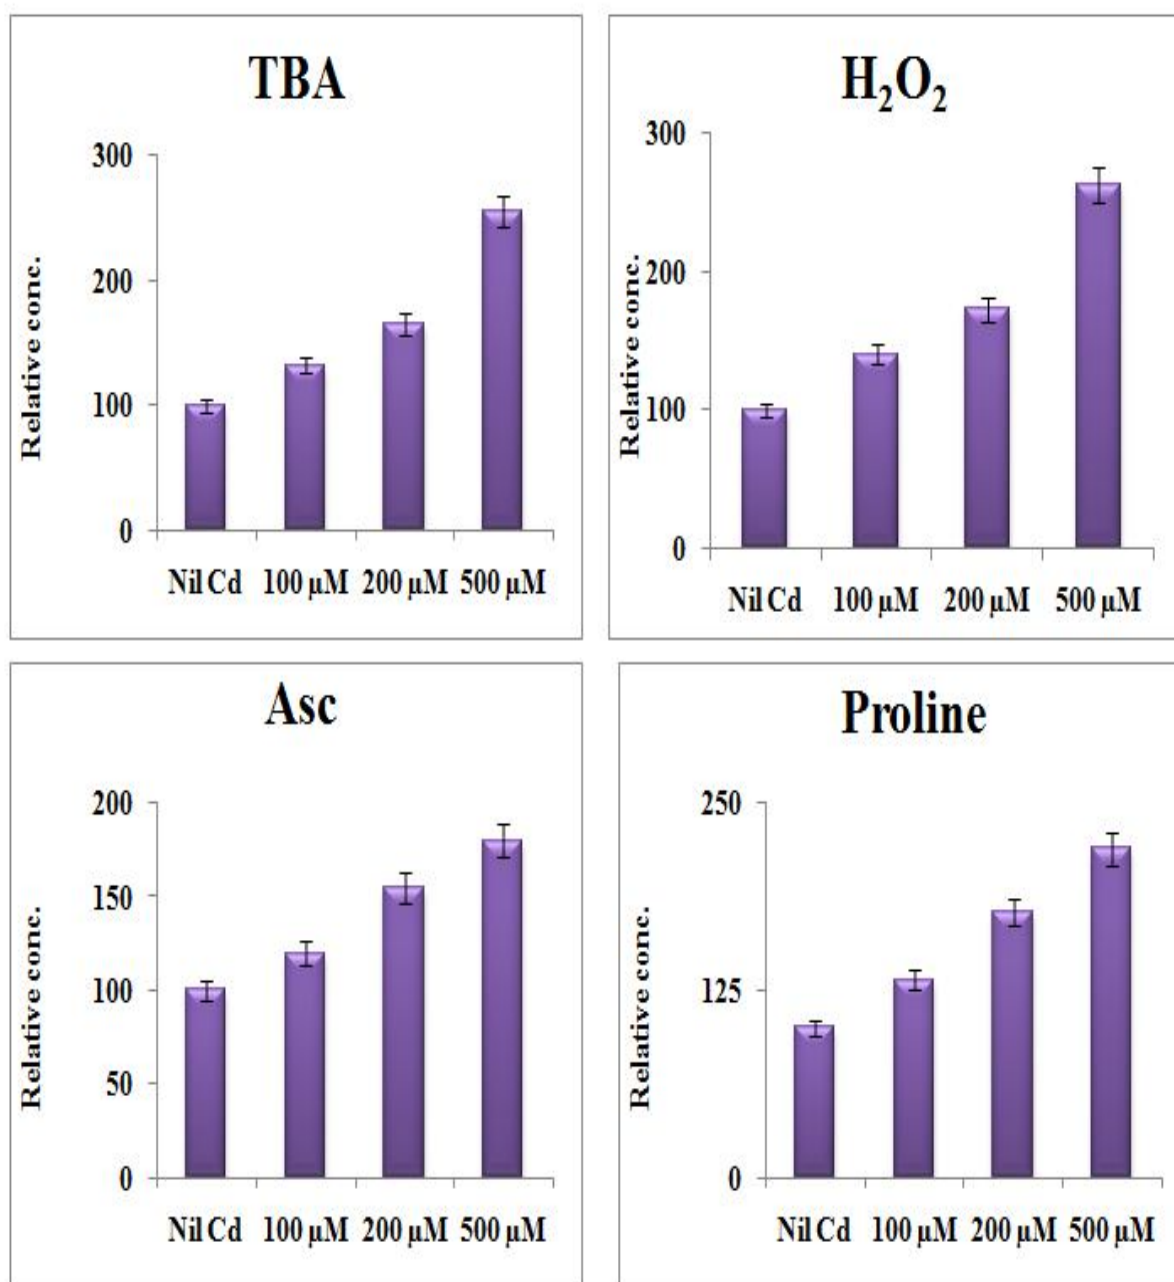 TBA
300
200
100
0
Relative conc.
Nil Cd 100 µM 200 µM 500 µM
H₂O₂
300
200
100
0
Relative conc.
Nil Cd 100 µM 200 µM 500 µM
Asc
200
150
100
50
0
Relative conc.
Nil Cd 100 µM 200 µM 500 µM
Proline
250
125
0
Relative conc.
Nil Cd 100 µM 200 µM 500 µM